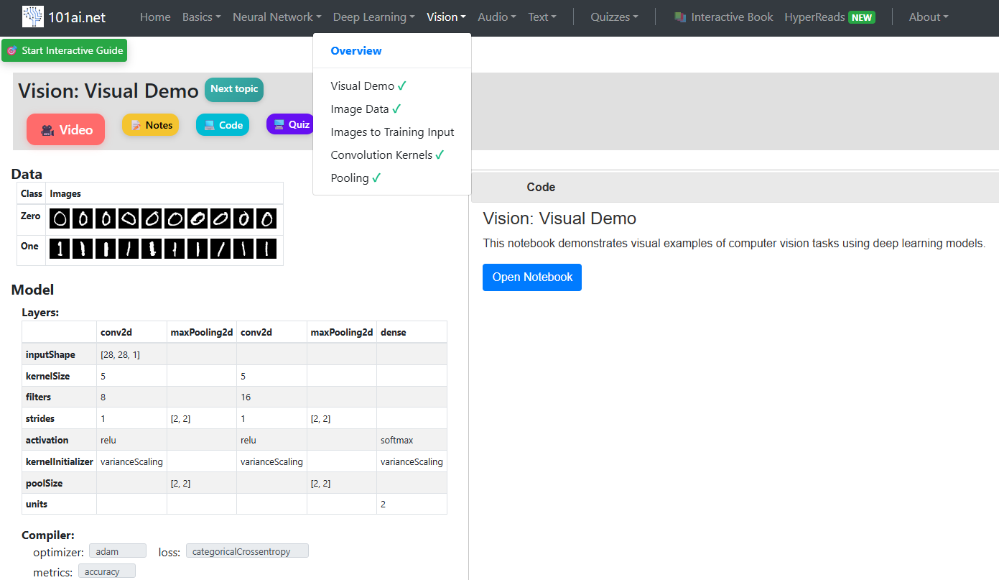 101ai.net Home Basics Neural Network Deep Learning Vision Audio Text Quizzes Interactive Book HyperReads NEW About
Start Interactive Guide
Overview
Visual Demo ✓
Image Data ✓
Images to Training Input
Convolution Kernels ✓
Pooling ✓
Vision: Visual Demo Next topic
Video Notes Code Quiz
Data
Class Images
Zero
One
Model
Layers:
conv2d maxPooling2d conv2d maxPooling2d dense
inputShape [28, 28, 1]
kernelSize 5 5
filters 8 16
strides 1 [2, 2] 1 [2, 2]
activation relu relu softmax
kernelInitializer varianceScaling varianceScaling varianceScaling
poolSize [2, 2] [2, 2]
units 2
Compiler:
optimizer: adam loss: categoricalCrossentropy
metrics: accuracy
Code
Vision: Visual Demo
This notebook demonstrates visual examples of computer vision tasks using deep learning models.
Open Notebook